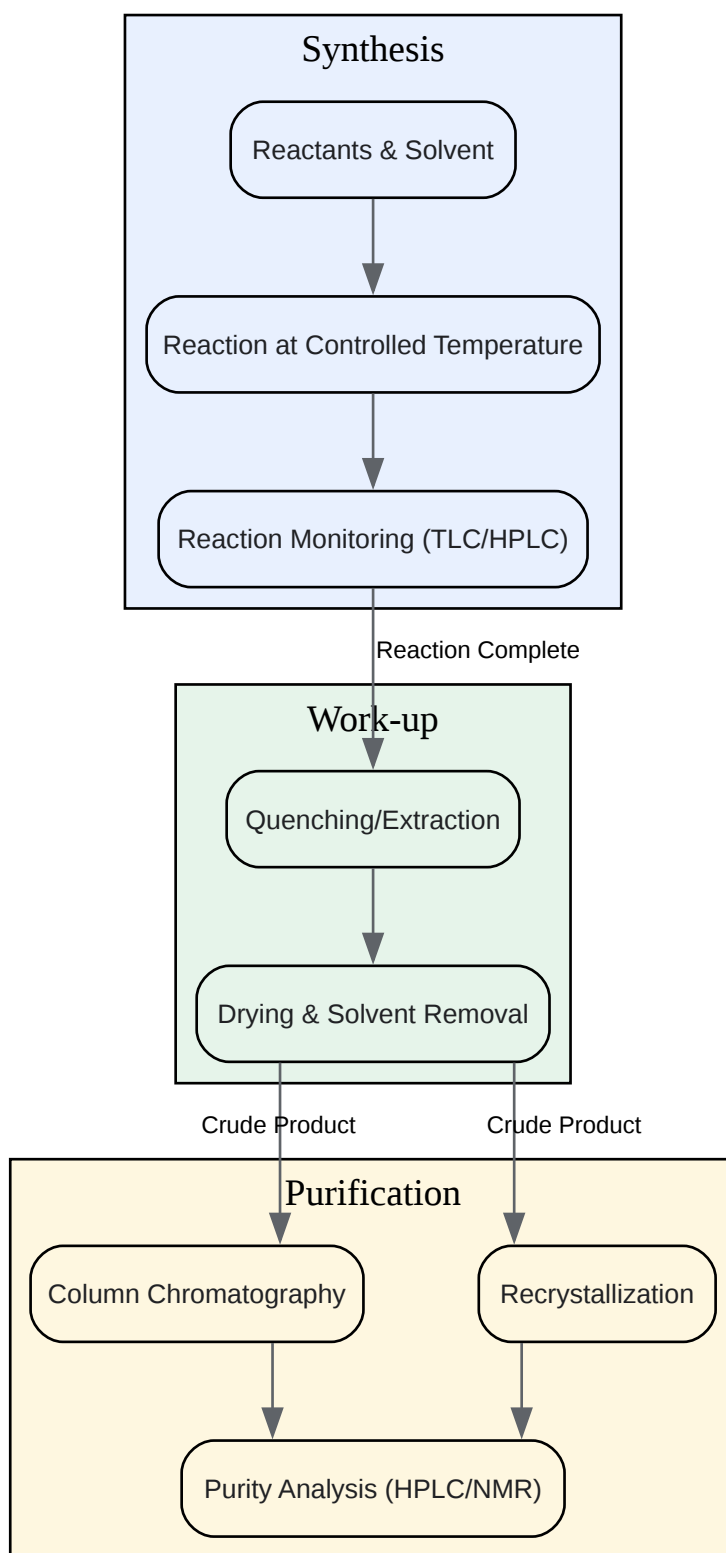 Synthesis
Reactants & Solvent
Reaction at Controlled Temperature
Reaction Monitoring (TLC/HPLC)
Reaction Complete
Work-up
Quenching/Extraction
Drying & Solvent Removal
Crude Product
Crude Product
Purification
Column Chromatography
Recrystallization
Purity Analysis (HPLC/NMR)